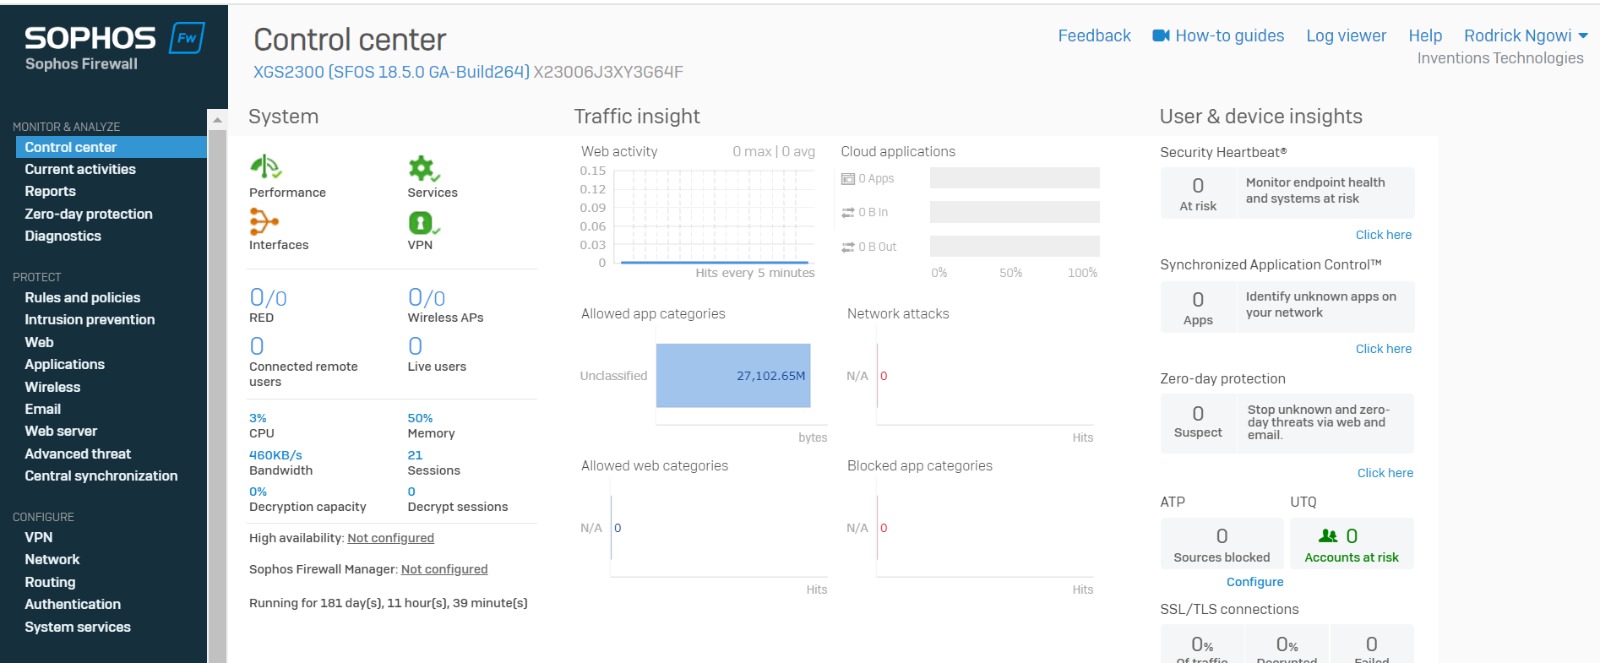 SOPHOS Fw
Sophos Firewall
MONITOR & ANALYZE
Control center
Current activities
Reports
Zero-day protection
Diagnostics
PROTECT
Rules and policies
Intrusion prevention
Web
Applications
Wireless
Email
Web server
Advanced threat
Central synchronization
CONFIGURE
VPN
Network
Routing
Authentication
System services
Control center
XGS2300 (SFOS 18.5.0 GA-Build264) X23006J3XY3G64F
Feedback How-to guides Log viewer Help Rodrick Ngowi
Inventions Technologies
System
Performance Services
Interfaces VPN
0/0 0/0
RED Wireless APs
0 0
Connected remote Live users
users
3% 50%
CPU Memory
460KB/s 21
Bandwidth Sessions
0% 0
Decryption capacity Decrypt sessions
High availability: Not configured
Sophos Firewall Manager: Not configured
Running for 181 day(s), 11 hour(s), 39 minute(s)
Traffic insight
Web activity 0 max | 0 avg
0.15
0.12
0.09
0.06
0.03
0
Hits every 5 minutes
Cloud applications
0 Apps
0 B In
0 B Out
0% 50% 100%
Allowed app categories
Unclassified 27,102.65M
bytes
Network attacks
N/A 0
Hits
Allowed web categories
N/A 0
Hits
Blocked app categories
N/A 0
Hits
User & device insights
Security Heartbeat®
0 Monitor endpoint health
At risk and systems at risk
Click here
Synchronized Application Control™
0 Identify unknown apps on
Apps your network
Click here
Zero-day protection
0 Stop unknown and zero-
Suspect day threats via web and
email.
Click here
ATP UTQ
0 0
Sources blocked Accounts at risk
Configure
SSL/TLS connections
0% 0% 0
Of traffic Decrypted Failed